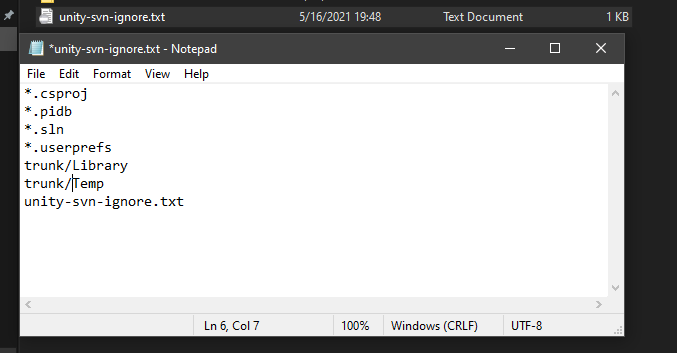 unity-svn-ignore.txt 5/16/2021 19:48 Text Document 1 KB
*unity-svn-ignore.txt - Notepad
File Edit Format View Help
*.csproj
*.pidb
*.sln
*.userprefs
trunk/Library
trunk/Temp
unity-svn-ignore.txt
Ln 6, Col 7 100% Windows (CRLF) UTF-8